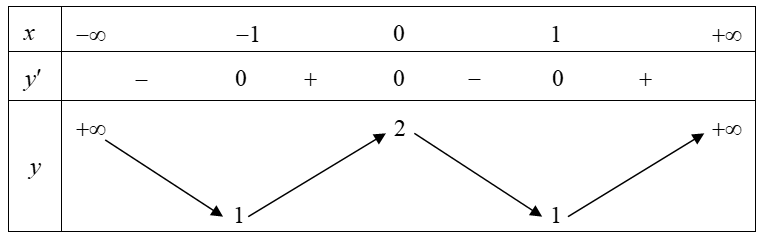 x −∞ −1 0 1 +∞
y′ − 0 + 0 − 0 +
+∞ 2 +∞
y
1 1